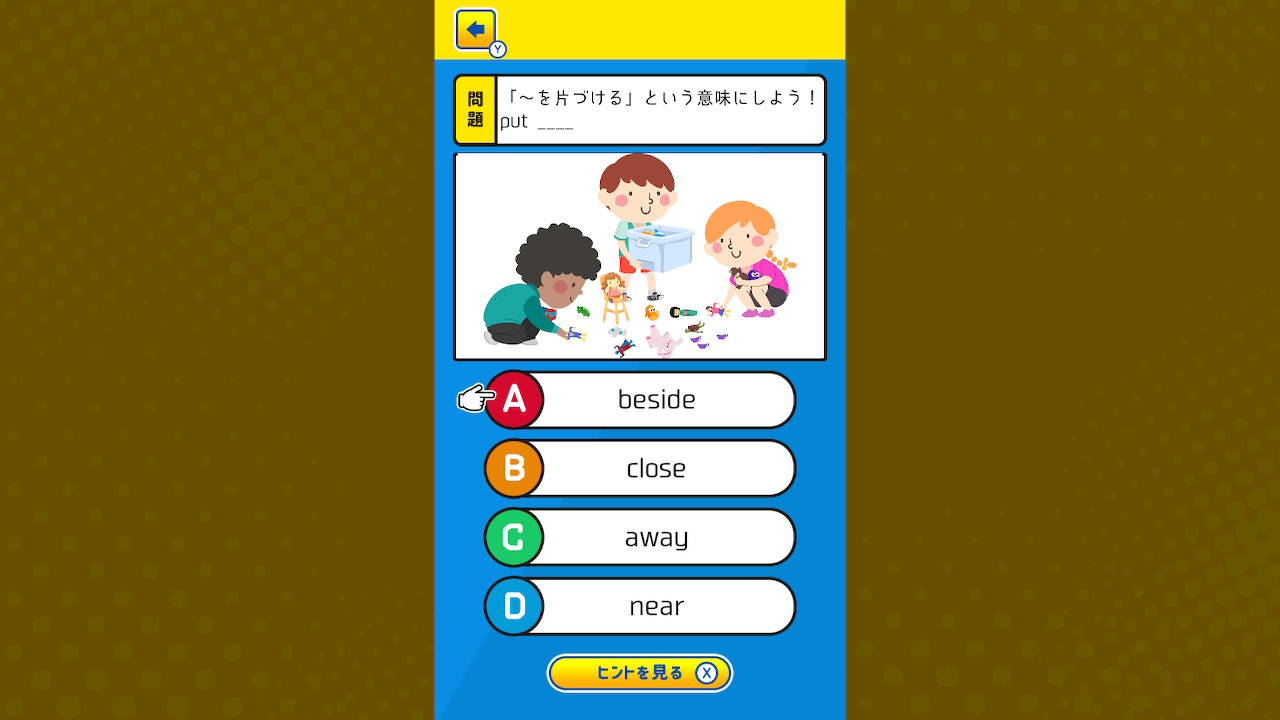 Y
問題
「～を片づける」という意味にしよう！
put ____
A beside
B close
C away
D near
ヒントを見る X